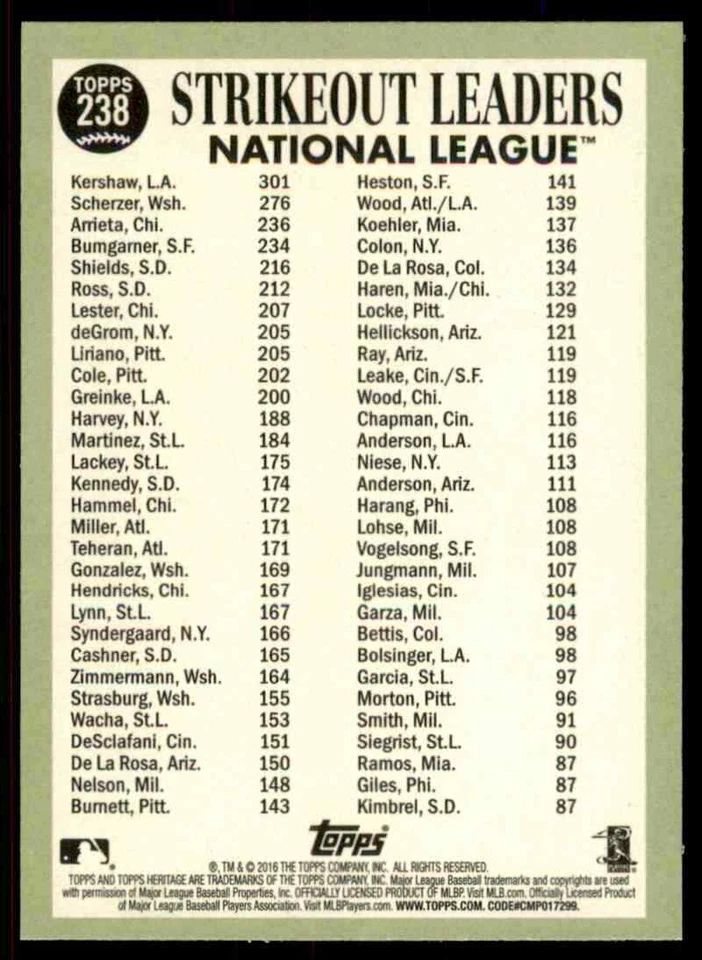 TOPPS
238
STRIKEOUT LEADERS
NATIONAL LEAGUE™
Kershaw, L.A. 301
Scherzer, Wsh. 276
Arrieta, Chi. 236
Bumgarner, S.F. 234
Shields, S.D. 216
Ross, S.D. 212
Lester, Chi. 207
deGrom, N.Y. 205
Liriano, Pitt. 205
Cole, Pitt. 202
Greinke, L.A. 200
Harvey, N.Y. 188
Martinez, St.L. 184
Lackey, St.L. 175
Kennedy, S.D. 174
Hammel, Chi. 172
Miller, Atl. 171
Teheran, Atl. 171
Gonzalez, Wsh. 169
Hendricks, Chi. 167
Lynn, St.L. 167
Syndergaard, N.Y. 166
Cashner, S.D. 165
Zimmermann, Wsh. 164
Strasburg, Wsh. 155
Wacha, St.L. 153
DeSclafani, Cin. 151
De La Rosa, Ariz. 150
Nelson, Mil. 148
Burnett, Pitt. 143
Heston, S.F. 141
Wood, Atl./L.A. 139
Koehler, Mia. 137
Colon, N.Y. 136
De La Rosa, Col. 134
Haren, Mia./Chi. 132
Locke, Pitt. 129
Hellickson, Ariz. 121
Ray, Ariz. 119
Leake, Cin./S.F. 119
Wood, Chi. 118
Chapman, Cin. 116
Anderson, L.A. 116
Niese, N.Y. 113
Anderson, Ariz. 111
Harang, Phi. 108
Lohse, Mil. 108
Vogelsong, S.F. 108
Jungmann, Mil. 107
Iglesias, Cin. 104
Garza, Mil. 104
Bettis, Col. 98
Bolsinger, L.A. 98
Garcia, St.L. 97
Morton, Pitt. 96
Smith, Mil. 91
Siegrist, St.L. 90
Ramos, Mia. 87
Giles, Phi. 87
Kimbrel, S.D. 87
Topps®
®, TM & © 2016 THE TOPPS COMPANY, INC. ALL RIGHTS RESERVED.
TOPPS AND TOPPS HERITAGE ARE TRADEMARKS OF THE TOPPS COMPANY, INC. Major League Baseball trademarks and copyrights are used
with permission of Major League Baseball Properties, Inc. OFFICIALLY LICENSED PRODUCT OF MLBP. Visit MLB.com. Officially Licensed Product
of Major League Baseball Players Association. Visit MLBPlayers.com. WWW.TOPPS.COM. CODE#CMP017299.